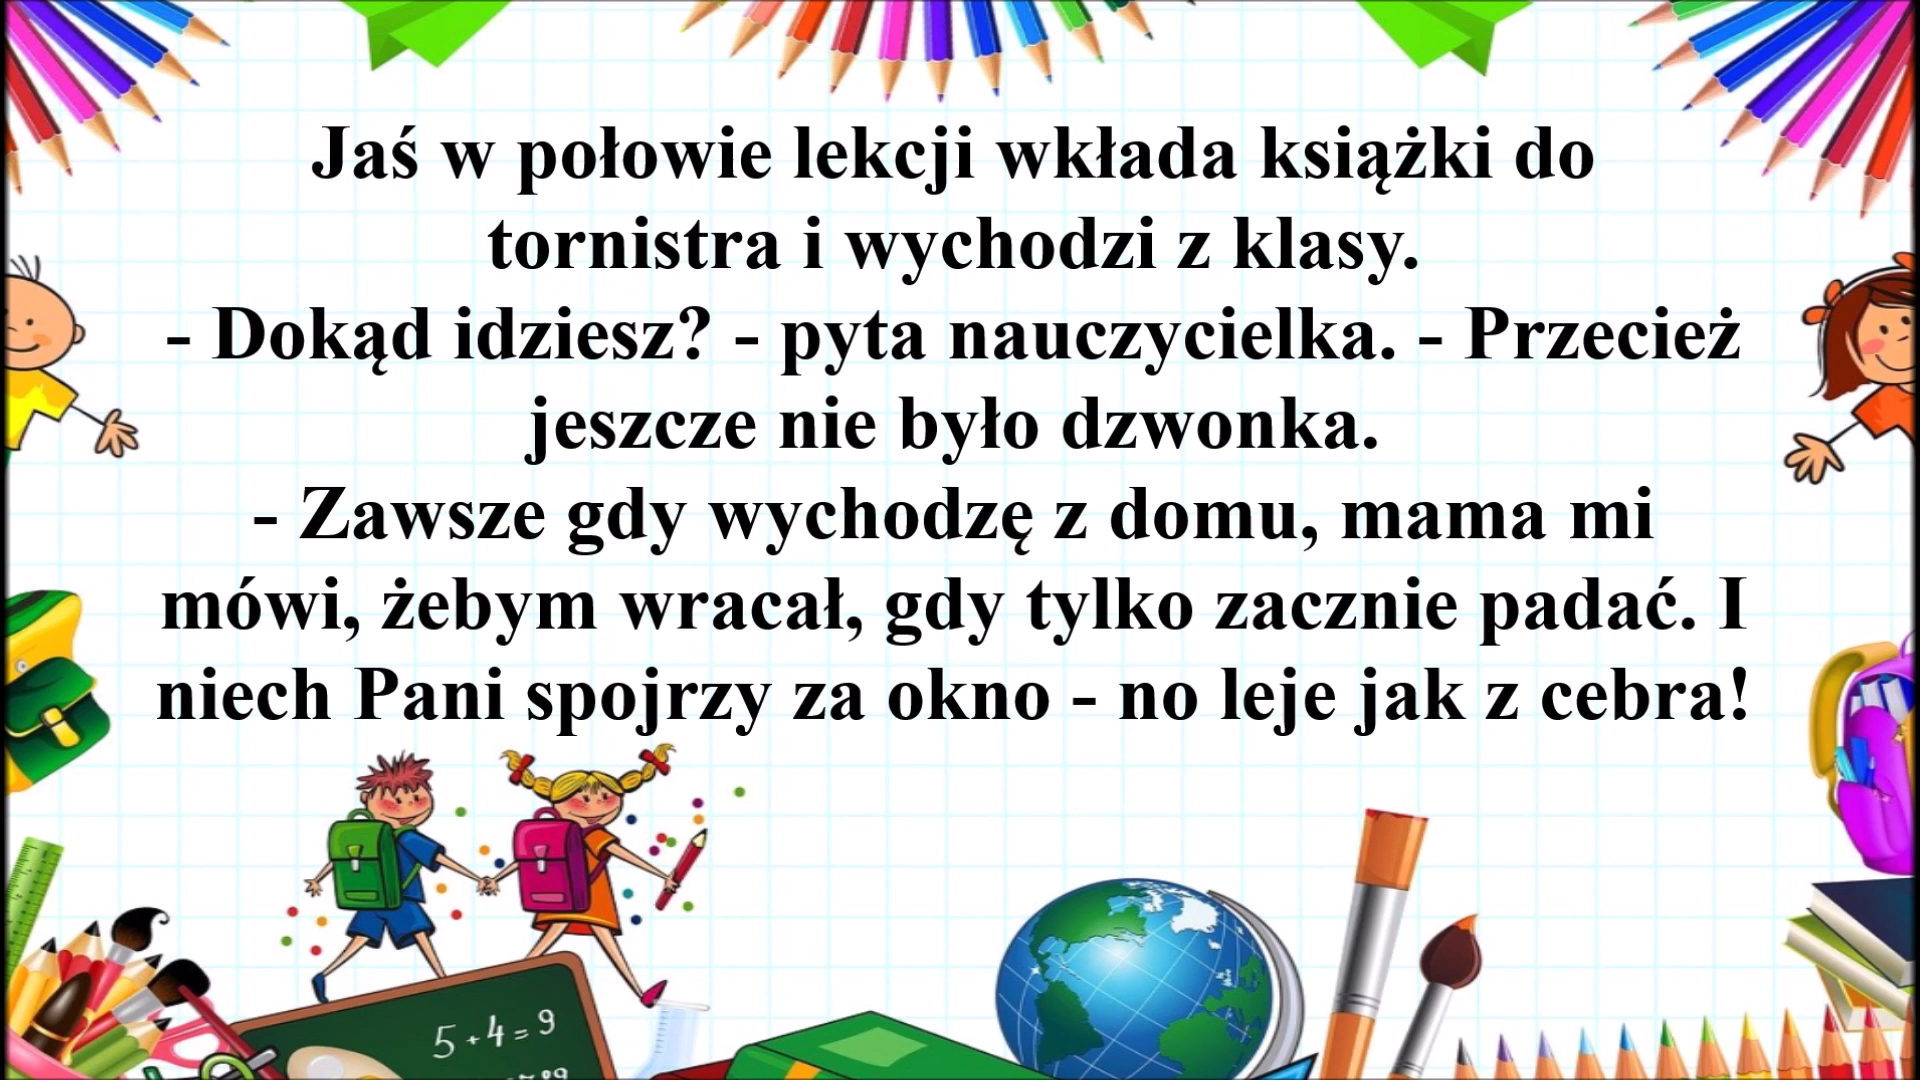 Jaś w połowie lekcji wkłada książki do
tornistra i wychodzi z klasy.
- Dokąd idziesz? - pyta nauczycielka. - Przecież
jeszcze nie było dzwonka.
- Zawsze gdy wychodzę z domu, mama mi
mówi, żebym wracał, gdy tylko zacznie padać. I
niech Pani spojrzy za okno - no leje jak z cebra!
5+4=9